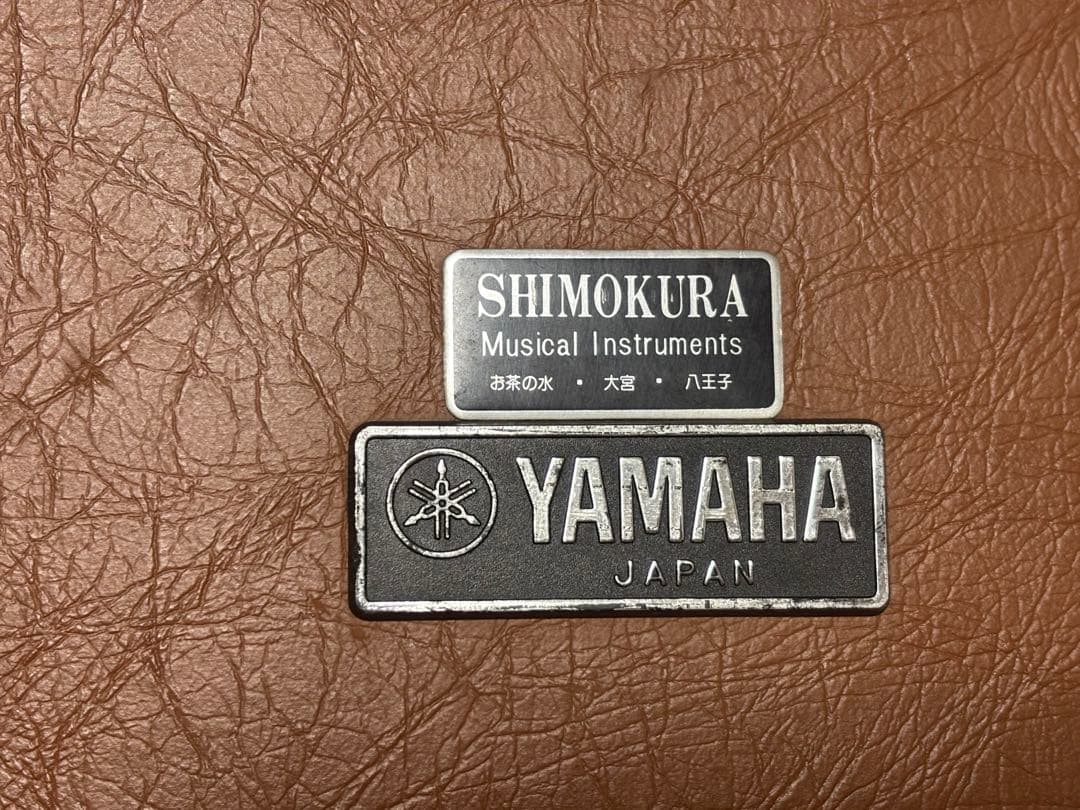 SHIMOKURA
Musical Instruments
お茶の水 ・ 大宮 ・ 八王子
YAMAHA
JAPAN